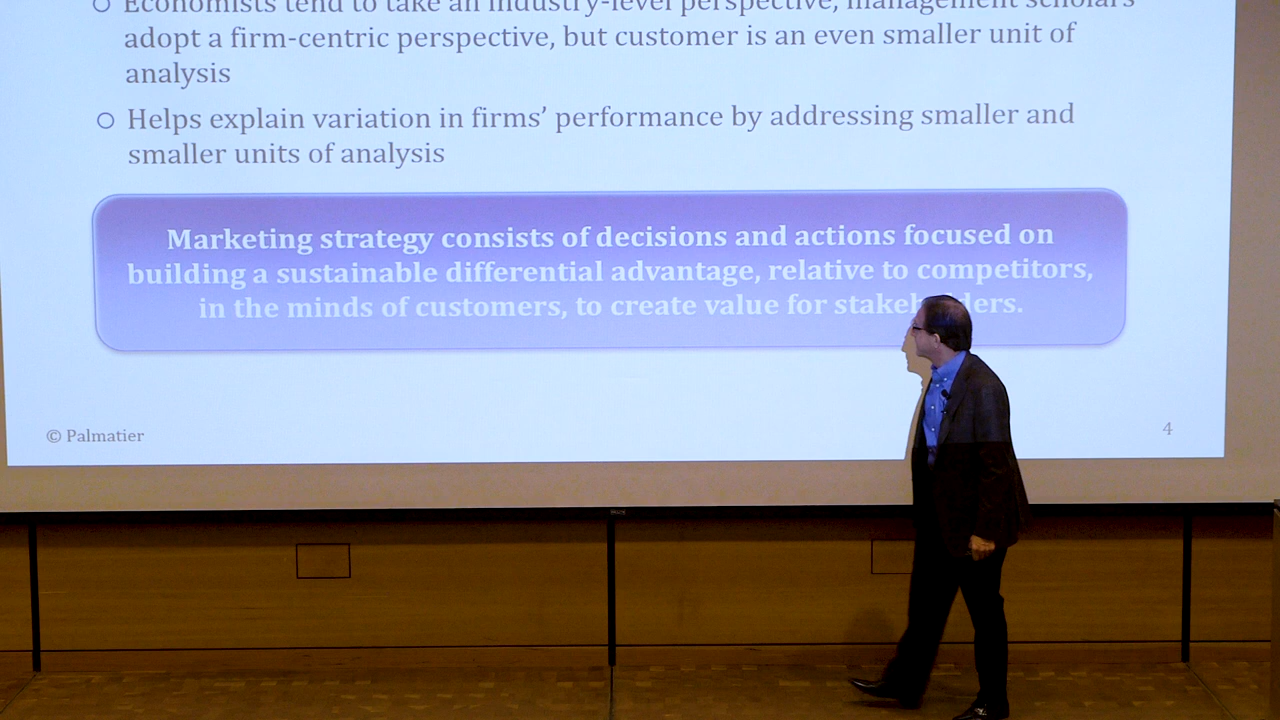 Economists tend to take an industry-level perspective, management scholars
adopt a firm-centric perspective, but customer is an even smaller unit of
analysis
Helps explain variation in firms’ performance by addressing smaller and
smaller units of analysis
Marketing strategy consists of decisions and actions focused on
building a sustainable differential advantage, relative to competitors,
in the minds of customers, to create value for stakeholders.
© Palmatier
4